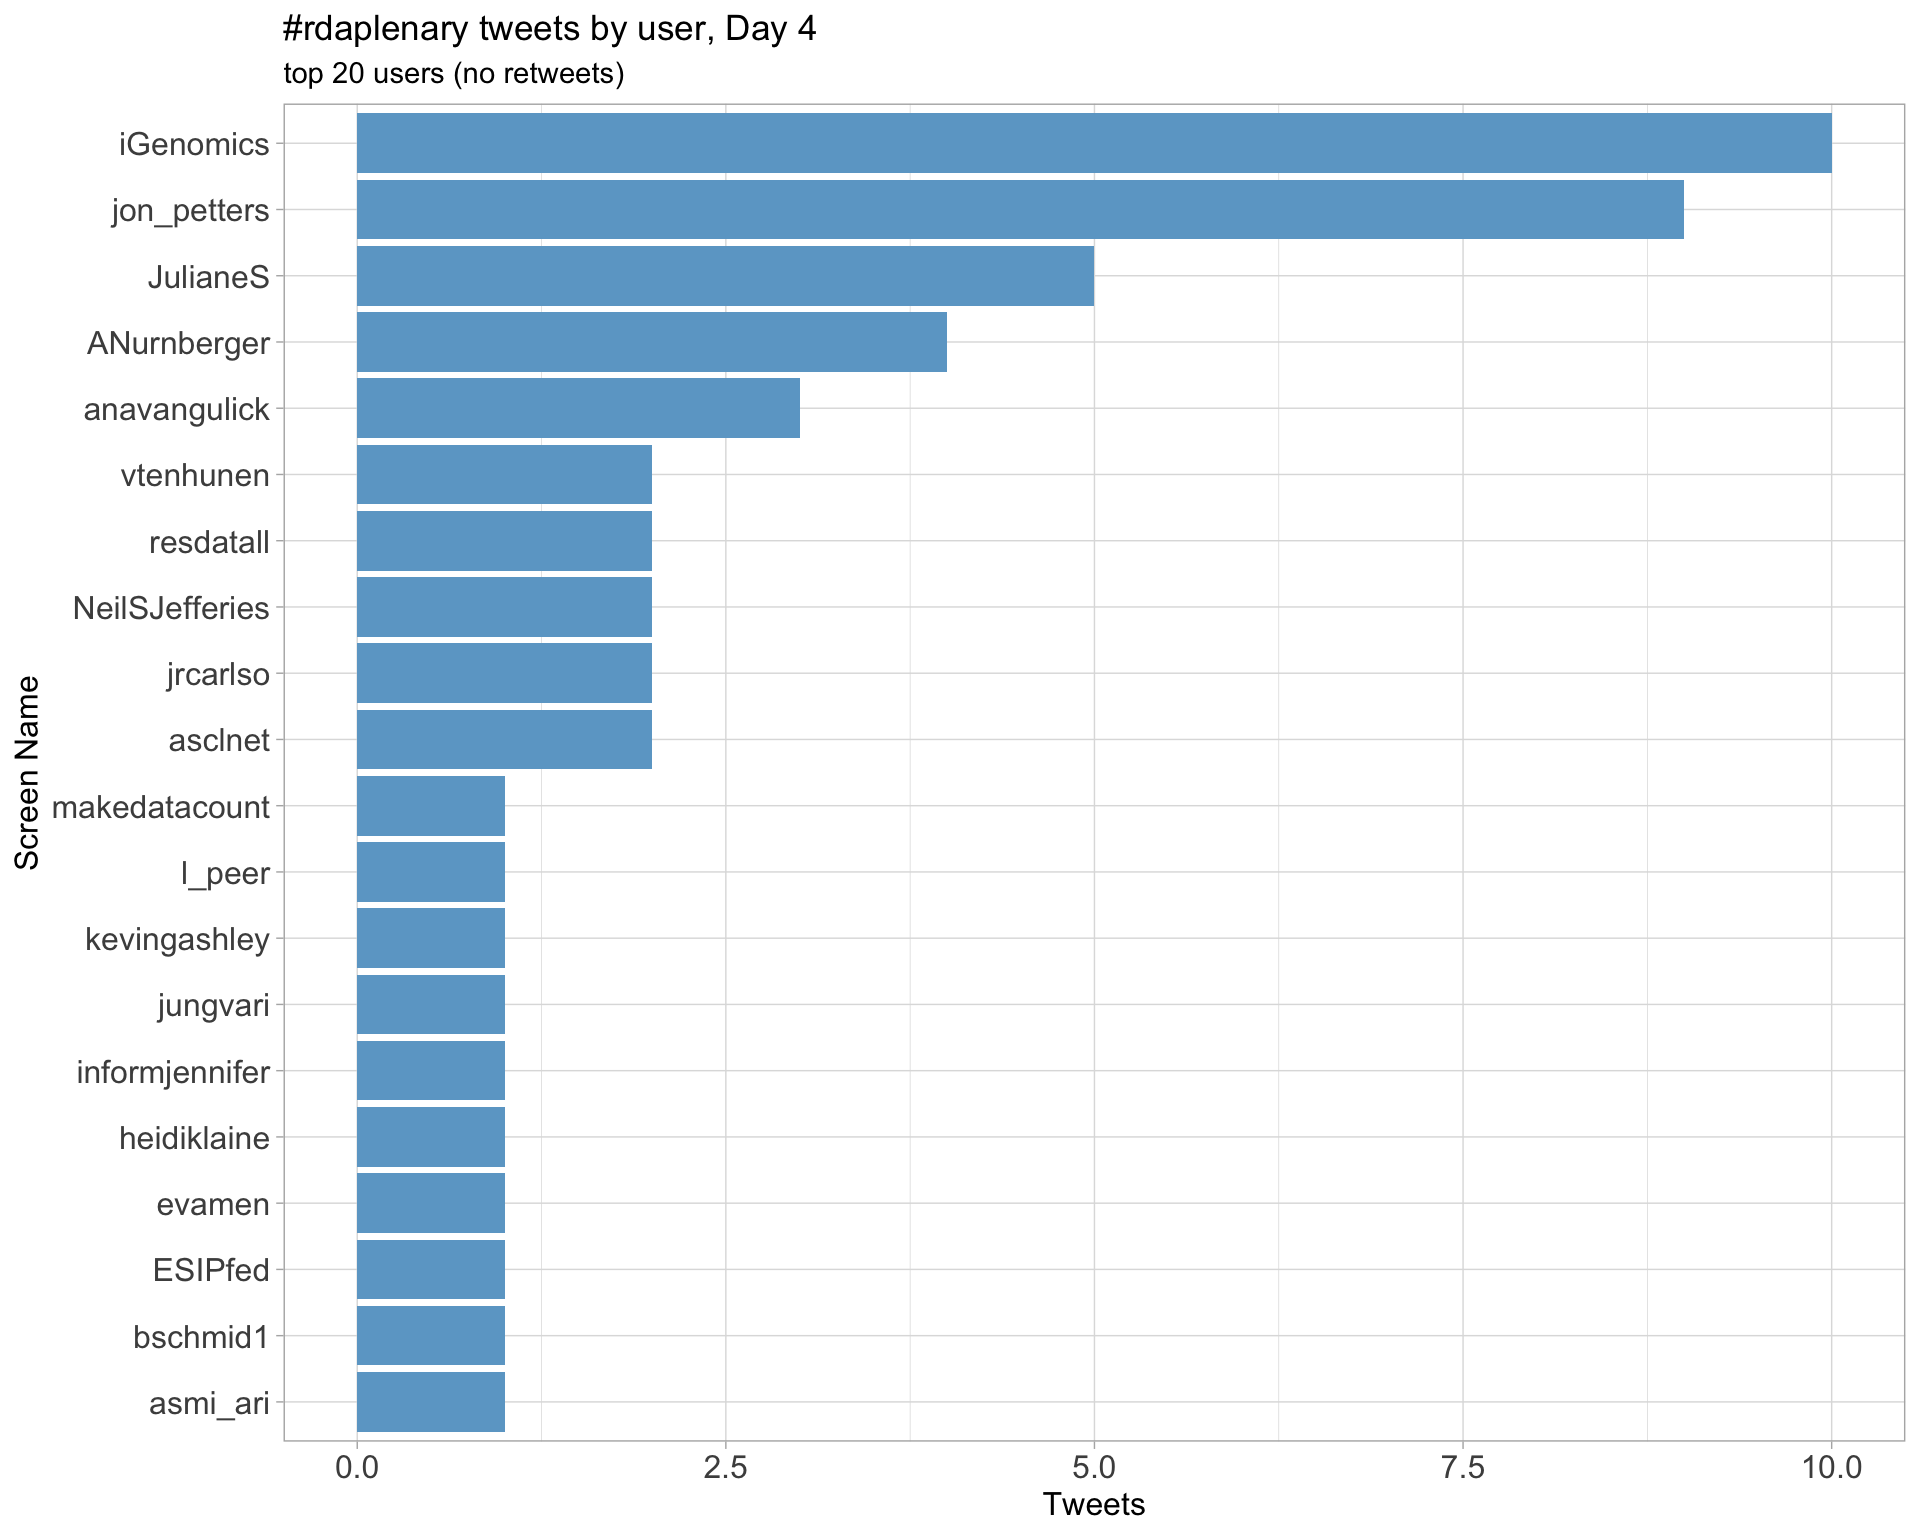 #rdaplenary tweets by user, Day 4
top 20 users (no retweets)
Screen Name
iGenomics
jon_petters
JulianeS
ANurnberger
anavangulick
vtenhunen
resdatall
NeilSJefferies
jrcarlso
asclnet
makedatacount
l_peer
kevingashley
jungvari
informjennifer
heidiklaine
evamen
ESIPfed
bschmid1
asmi_ari
0.0 2.5 5.0 7.5 10.0
Tweets